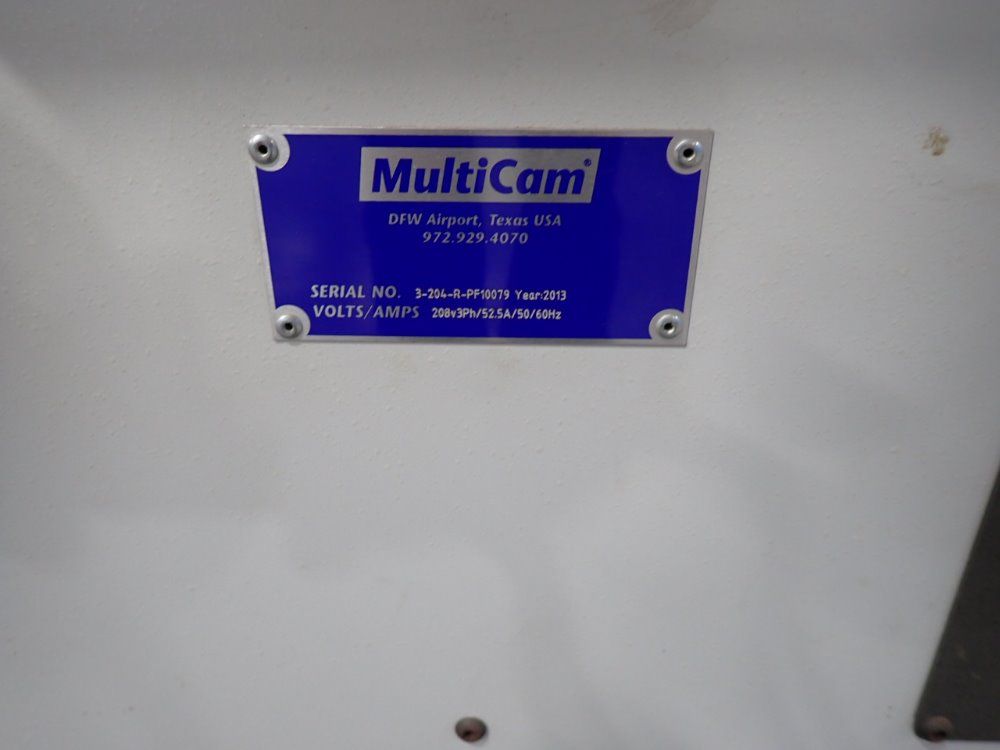 MultiCam®
DFW Airport, Texas USA
972.929.4070
SERIAL NO. 3-204-R-PF10079 Year:2013
VOLTS/AMPS 208v3Ph/52.5A/50/60Hz